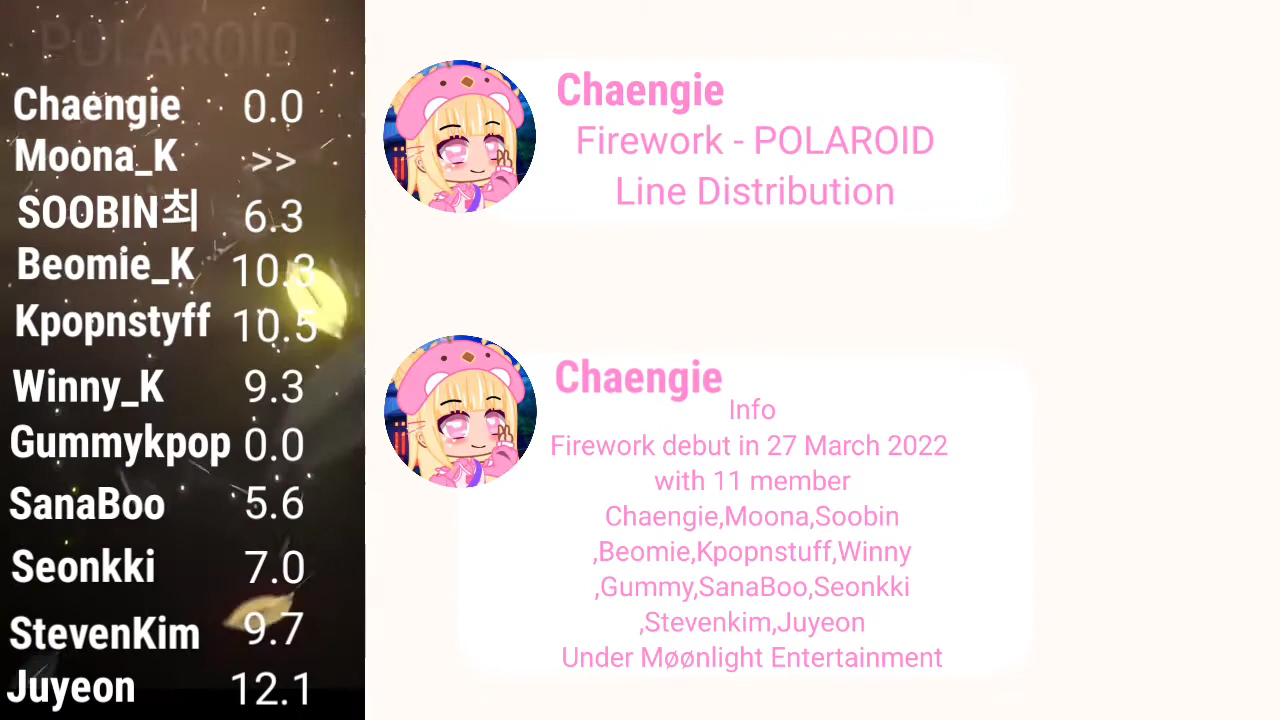 POLAROID
Chaengie 0.0
Moona_K >>
SOOBIN최 6.3
Beomie_K 10.3
Kpopnstyff 10.5
Winny_K 9.3
Gummykpop 0.0
SanaBoo 5.6
Seonkki 7.0
StevenKim 9.7
Juyeon 12.1
Chaengie
Firework - POLAROID
Line Distribution
Chaengie
Info
Firework debut in 27 March 2022
with 11 member
Chaengie,Moona,Soobin
,Beomie,Kpopnstuff,Winny
,Gummy,SanaBoo,Seonkki
,Stevenkim,Juyeon
Under Møønlight Entertainment